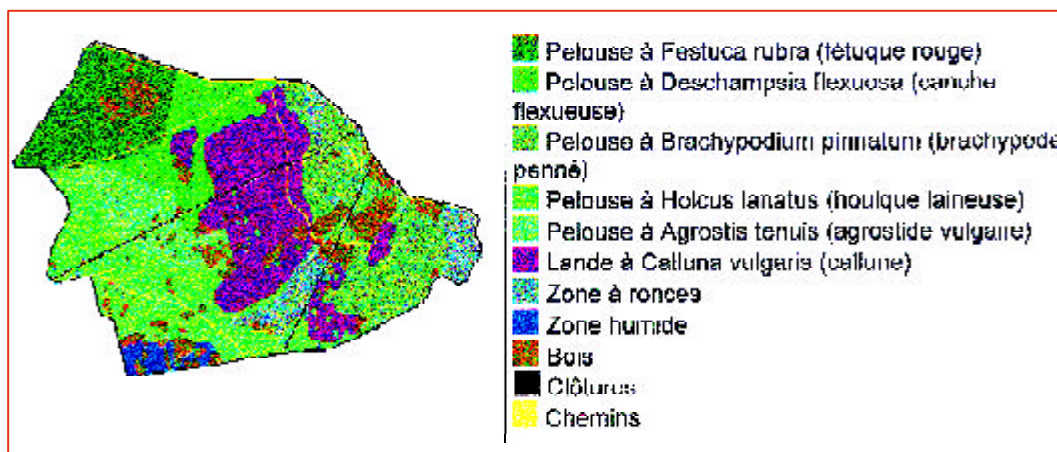 Pelouse à Festuca rubra (fétuque rouge)
Pelouse à Deschampsia flexuosa (canche
flexueuse)
Pelouse à Brachypodium pinnatum (brachypode
penné)
Pelouse à Holcus lanatus (houlque laineuse)
Pelouse à Agrostis tenuis (agrostide vulgaire)
Lande à Calluna vulgaris (callune)
Zone à ronces
Zone humide
Bois
Clôtures
Chemins